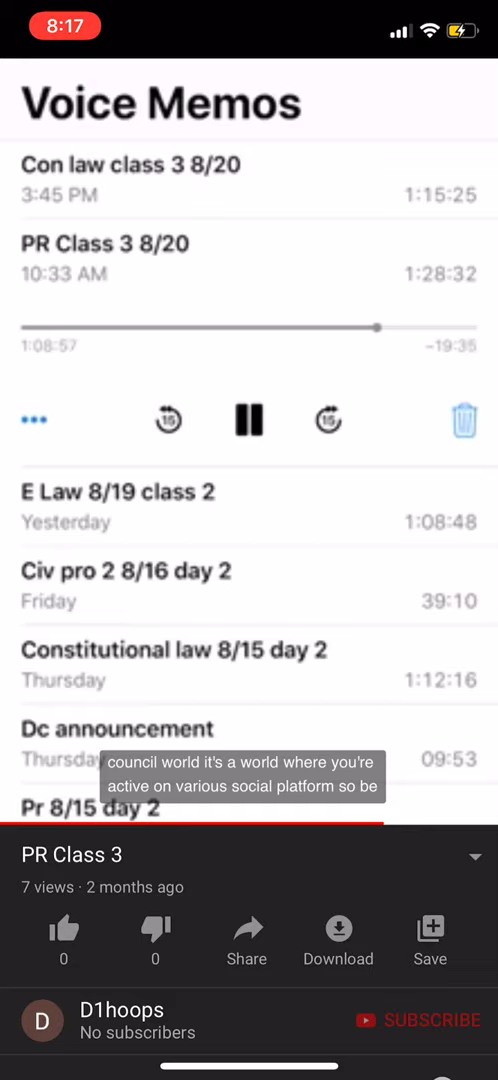 8:17
Voice Memos
Con law class 3 8/20
3:45 PM 1:15:25
PR Class 3 8/20
10:33 AM 1:28:32
1:08:57 -19:35
15 15
E Law 8/19 class 2
Yesterday 1:08:48
Civ pro 2 8/16 day 2
Friday 39:10
Constitutional law 8/15 day 2
Thursday 1:12:16
Dc announcement
Thursday 09:53
council world it's a world where you're
active on various social platform so be
Pr 8/15 day 2
PR Class 3
7 views · 2 months ago
0 0 Share Download Save
D D1hoops
No subscribers
SUBSCRIBE